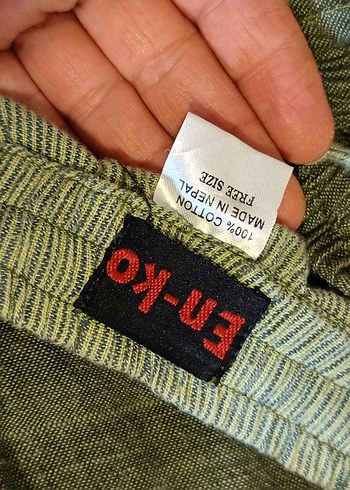 100% COTTON
MADE IN NEPAL
FREE SIZE
En-ko